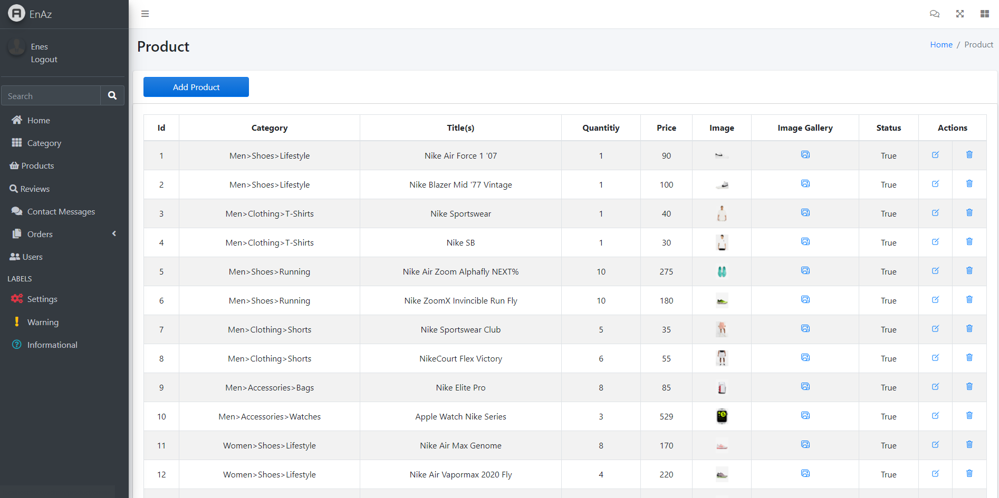 EnAz
Enes
Logout
Search
Home
Category
Products
Reviews
Contact Messages
Orders
Users
LABELS
Settings
Warning
Informational
Product
Home / Product
Add Product
Id Category Title(s) Quantitiy Price Image Image Gallery Status Actions
1 Men>Shoes>Lifestyle Nike Air Force 1 '07 1 90 True
2 Men>Shoes>Lifestyle Nike Blazer Mid '77 Vintage 1 100 True
3 Men>Clothing>T-Shirts Nike Sportswear 1 40 True
4 Men>Clothing>T-Shirts Nike SB 1 30 True
5 Men>Shoes>Running Nike Air Zoom Alphafly NEXT% 10 275 True
6 Men>Shoes>Running Nike ZoomX Invincible Run Fly 10 180 True
7 Men>Clothing>Shorts Nike Sportswear Club 5 35 True
8 Men>Clothing>Shorts NikeCourt Flex Victory 6 55 True
9 Men>Accessories>Bags Nike Elite Pro 8 85 True
10 Men>Accessories>Watches Apple Watch Nike Series 3 529 True
11 Women>Shoes>Lifestyle Nike Air Max Genome 8 170 True
12 Women>Shoes>Lifestyle Nike Air Vapormax 2020 Fly 4 220 True